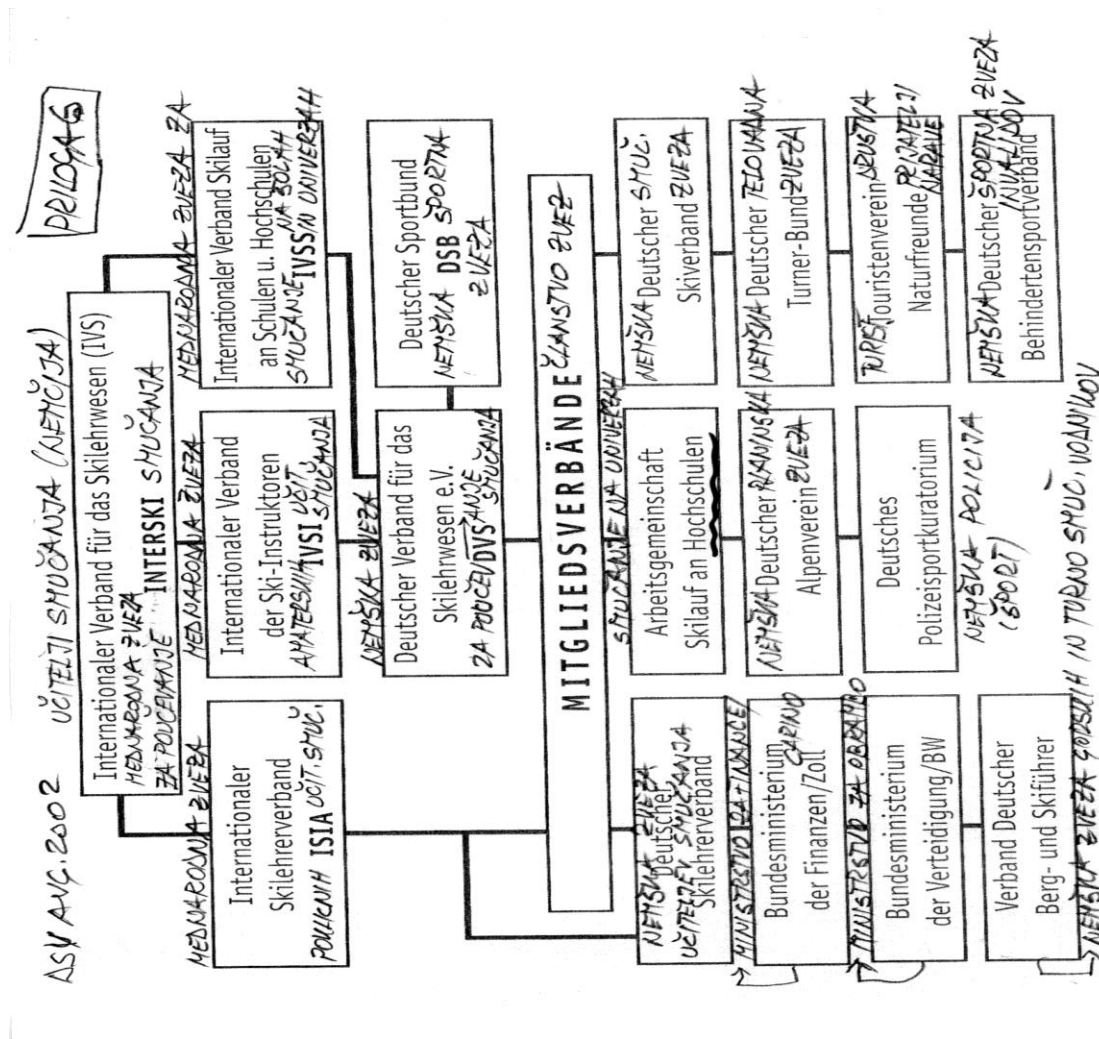 DSV AVG. 2002
UČITELJI SMUČANJA (NEMČIJA)
PRILOGA 6
Internationaler Verband für das Skilehrwesen (IVS)
MEDNARODNA ZVEZA
INTERSKI SMUČANJA
ZA POUČEVANJE
MEDNARODNA ZVEZA
Internationaler
Skilehrerverband
POKLICNIH ISIA UČIT. SMUČ.
MEDNARODNA ZVEZA
Internationaler Verband
der Ski-Instruktoren
AMATERSKIH IVSI UČIT.
SMUČANJA
MEDNARODNA ZVEZA ZA
Internationaler Verband Skilauf
an Schulen u. Hochschulen
NA ŠOLAH
SMUČANJE IVSS IN UNIVERZAH
NEMŠKA ZVEZA
Deutscher Verband für das
Skilehrwesen e.V.
ZA POUČEVANJE
DVS SMUČANJA
Deutscher Sportbund
NEMŠKA DSB ŠPORTNA
ZVEZA
MITGLIEDSVERBÄNDE ČLANSTVO ZVEZ
NEMŠKA ZVEZA
Deutscher
UČITELJEV SMUČANJA
Skilehrerverband
SMUČANJE NA UNIVERZAH
Arbeitsgemeinschaft
Skilauf an Hochschulen
NEMŠKA Deutscher SMUČ.
Skiverband ZVEZA
MINISTRSTVO ZA FINANCE/
Bundesministerium
CARINO
der Finanzen/Zoll
NEMŠKA Deutscher PLANINSKA
Alpenverein ZVEZA
NEMŠKA Deutscher TELOVADNA
Turner-Bund ZVEZA
MINISTRSTVO ZA OBRAMBO
Bundesministerium
der Verteidigung/BW
Deutsches
Polizeisportkuratorium
NEMŠKA POLICIJA
(ŠPORT)
TURIST. Touristenverein DRUŠTVA
PRIJATELJI
Naturfreunde NARAVE
Verband Deutscher
Berg- und Skiführer
NEMŠKA ZVEZA GORSKIH IN TURNO SMUČ. VODNIKOV
NEMŠKA Deutscher ŠPORTNA ZVEZA
INVALIDOV
Behindertensportverband